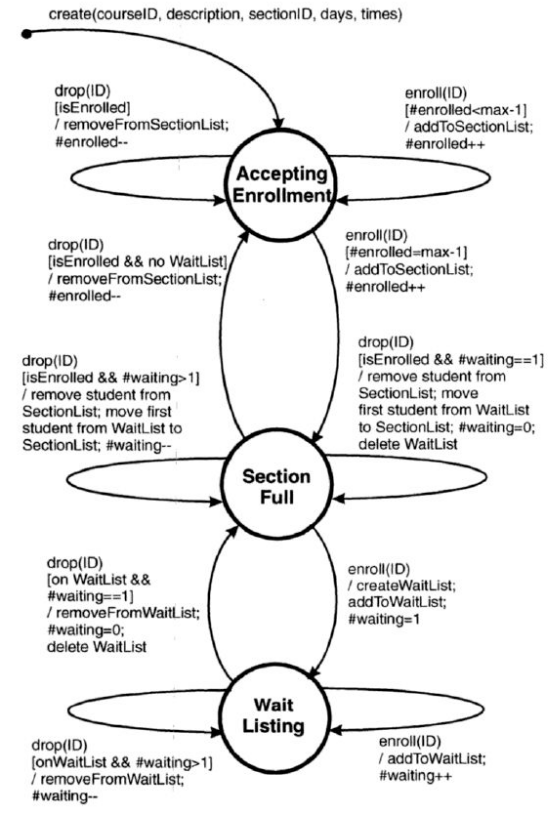 create(courseID, description, sectionID, days, times)
drop(ID)
[isEnrolled]
/ removeFromSectionList;
#enrolled--
enroll(ID)
[#enrolled<max-1]
/ addToSectionList;
#enrolled++
Accepting
Enrollment
drop(ID)
[isEnrolled && no WaitList]
/ removeFromSectionList;
#enrolled--
enroll(ID)
[#enrolled=max-1]
/ addToSectionList;
#enrolled++
drop(ID)
[isEnrolled && #waiting>1]
/ remove student from
SectionList; move first
student from WaitList to
SectionList; #waiting--
drop(ID)
[isEnrolled && #waiting==1]
/ remove student from
SectionList; move
first student from WaitList
to SectionList; #waiting=0;
delete WaitList
Section
Full
drop(ID)
[on WaitList &&
#waiting==1]
/ removeFromWaitList;
#waiting=0;
delete WaitList
enroll(ID)
/ createWaitList;
addToWaitList;
#waiting=1
Wait
Listing
drop(ID)
[onWaitList && #waiting>1]
/ removeFromWaitList;
#waiting--
enroll(ID)
/ addToWaitList;
#waiting++